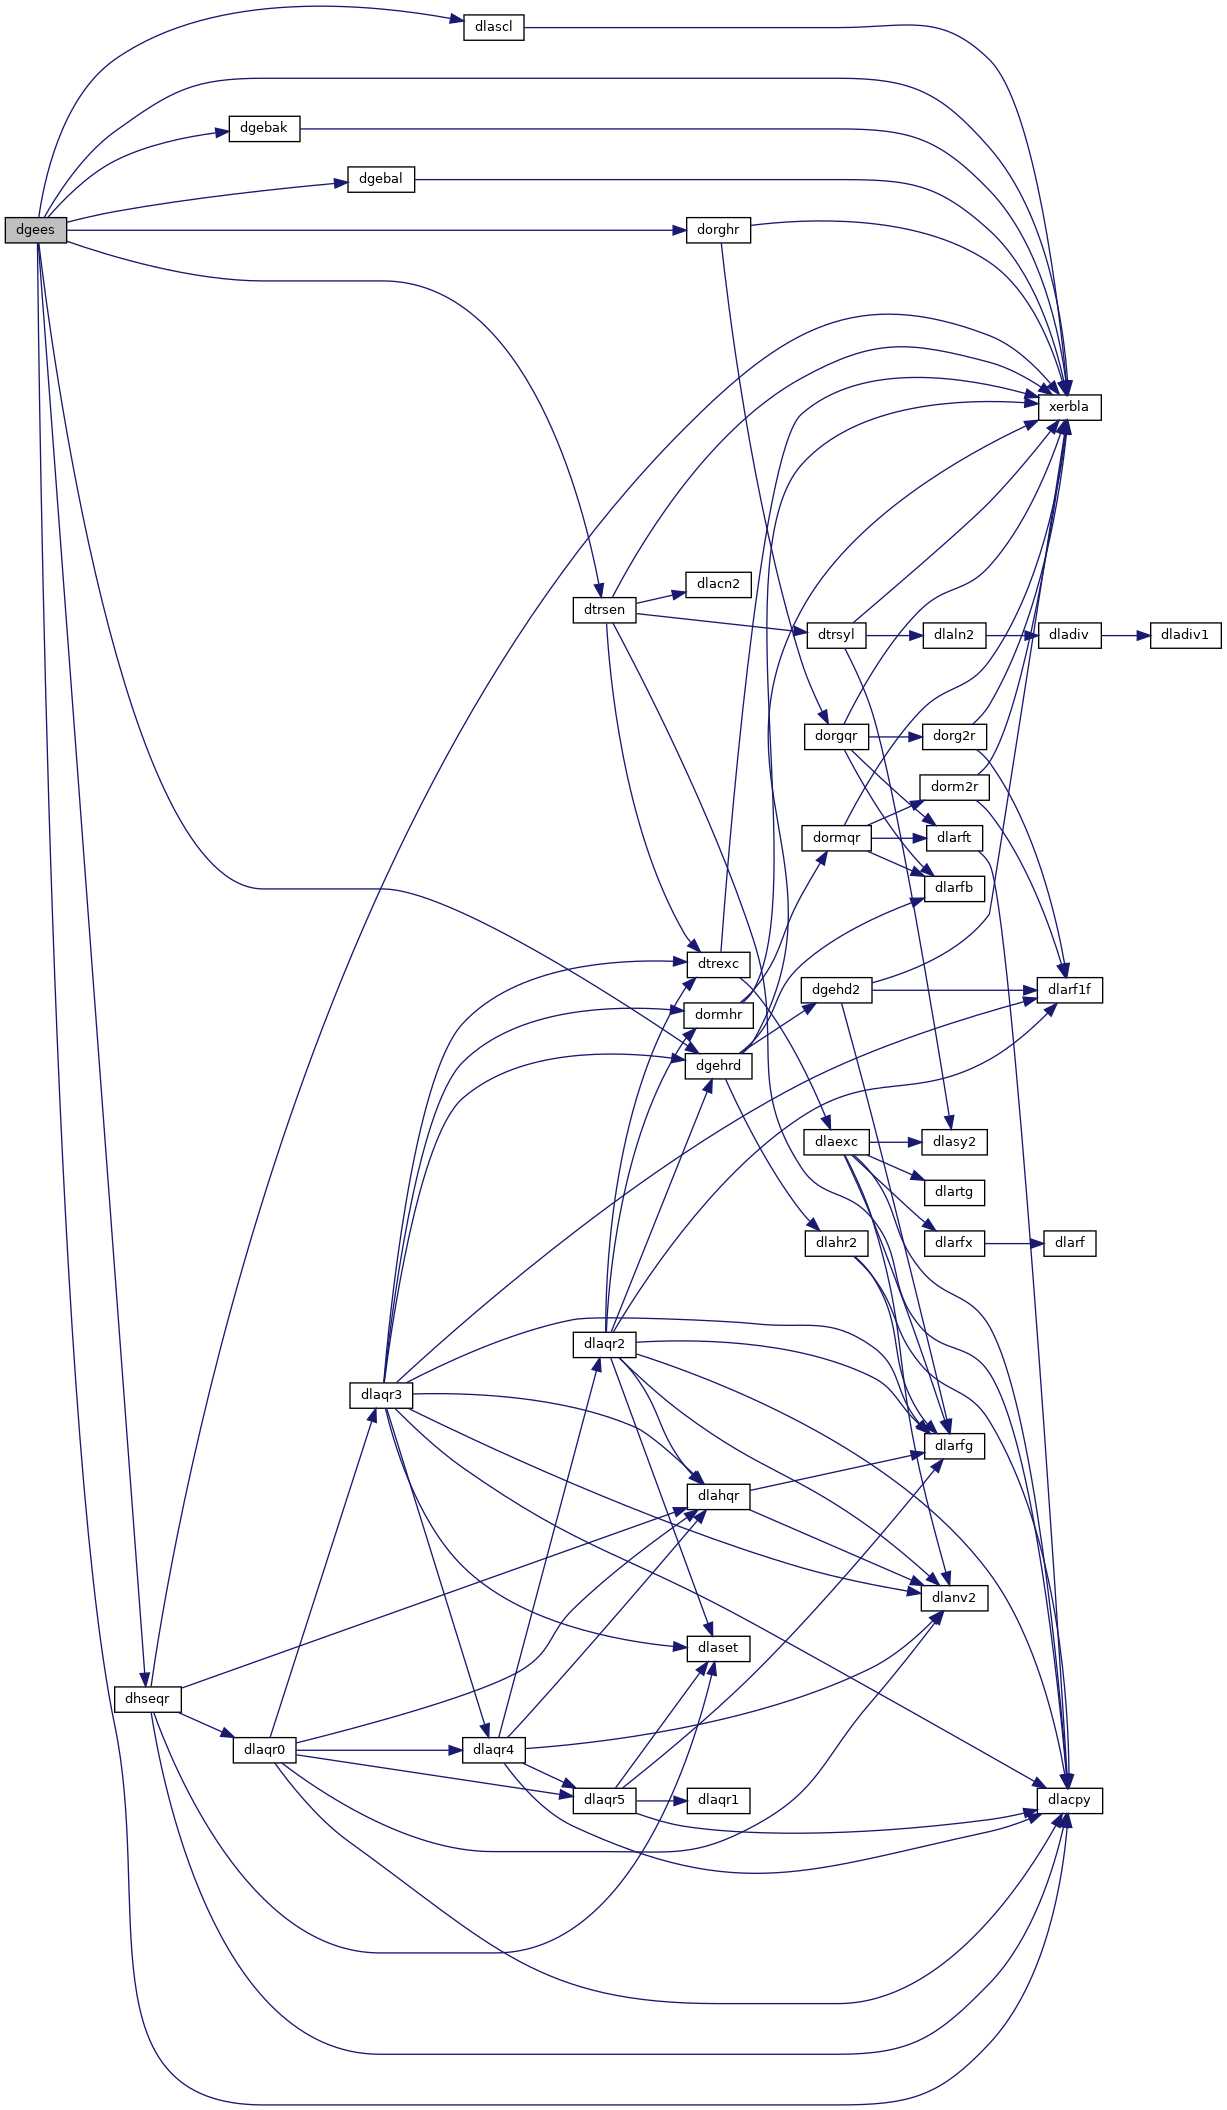 dlascl
dgebak
dgebal
dgees
dorghr
xerbla
dlacn2
dtrsen
dtrsyl
dlaln2
dladiv
dladiv1
dorgqr
dorg2r
dorm2r
dormqr
dlarft
dlarfb
dtrexc
dgehd2
dlarf1f
dormhr
dgehrd
dlaexc
dlasy2
dlartg
dlahr2
dlarfx
dlarf
dlaqr2
dlaqr3
dlarfg
dlahqr
dlanv2
dlaset
dhseqr
dlaqr0
dlaqr4
dlaqr5
dlaqr1
dlacpy